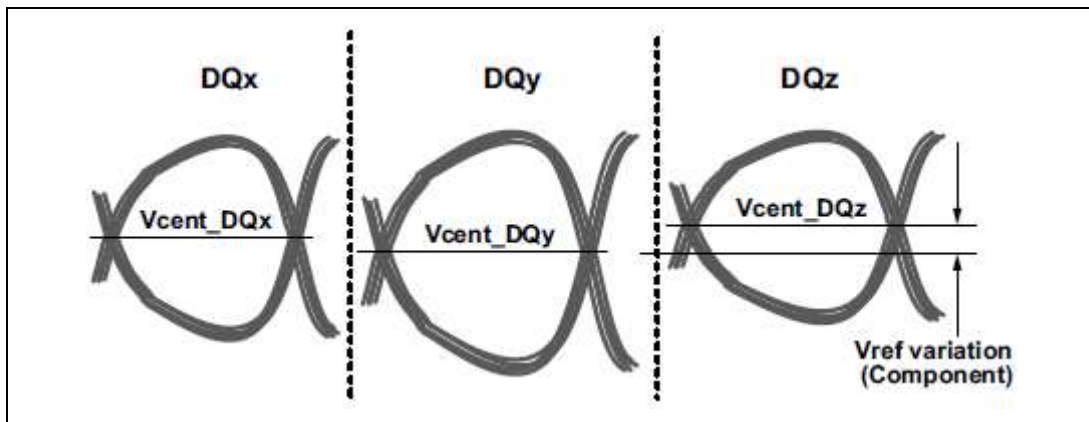 DQx
DQy
DQz
Vcent_DQx
Vcent_DQy
Vcent_DQz
Vref variation
(Component)